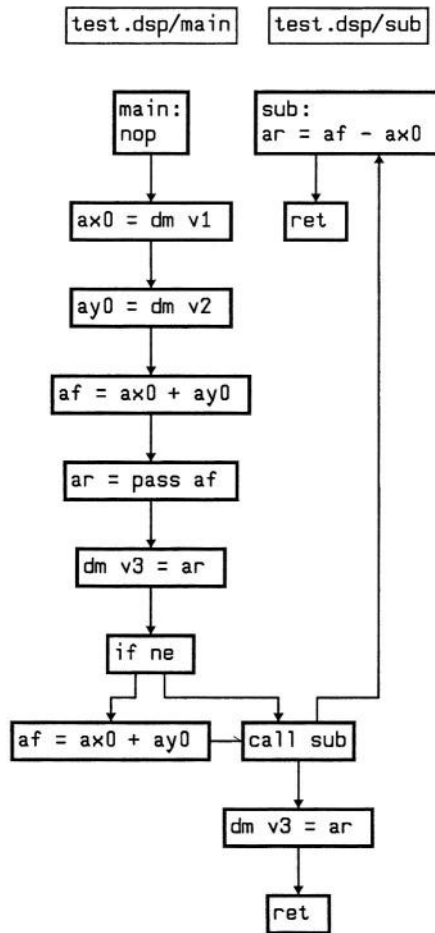 test.dsp/main
test.dsp/sub
main:
nop
sub:
ar = af - ax0
ax0 = dm v1
ret
ay0 = dm v2
af = ax0 + ay0
ar = pass af
dm v3 = ar
if ne
af = ax0 + ay0
call sub
dm v3 = ar
ret